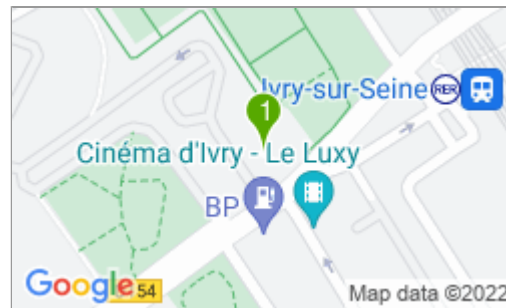 1
Ivry-sur-Seine RER
Cinéma d'Ivry - Le Luxy
BP
Google
54
Map data ©2022